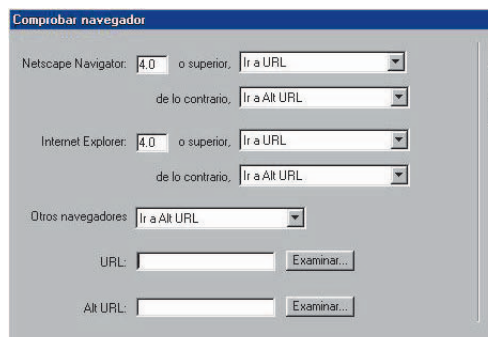 Comprobar navegador
Netscape Navigator: 4.0 o superior, Ir a URL
de lo contrario, Ir a Alt URL
Internet Explorer: 4.0 o superior, Ir a URL
de lo contrario, Ir a Alt URL
Otros navegadores Ir a Alt URL
URL: Examinar...
Alt URL: Examinar...